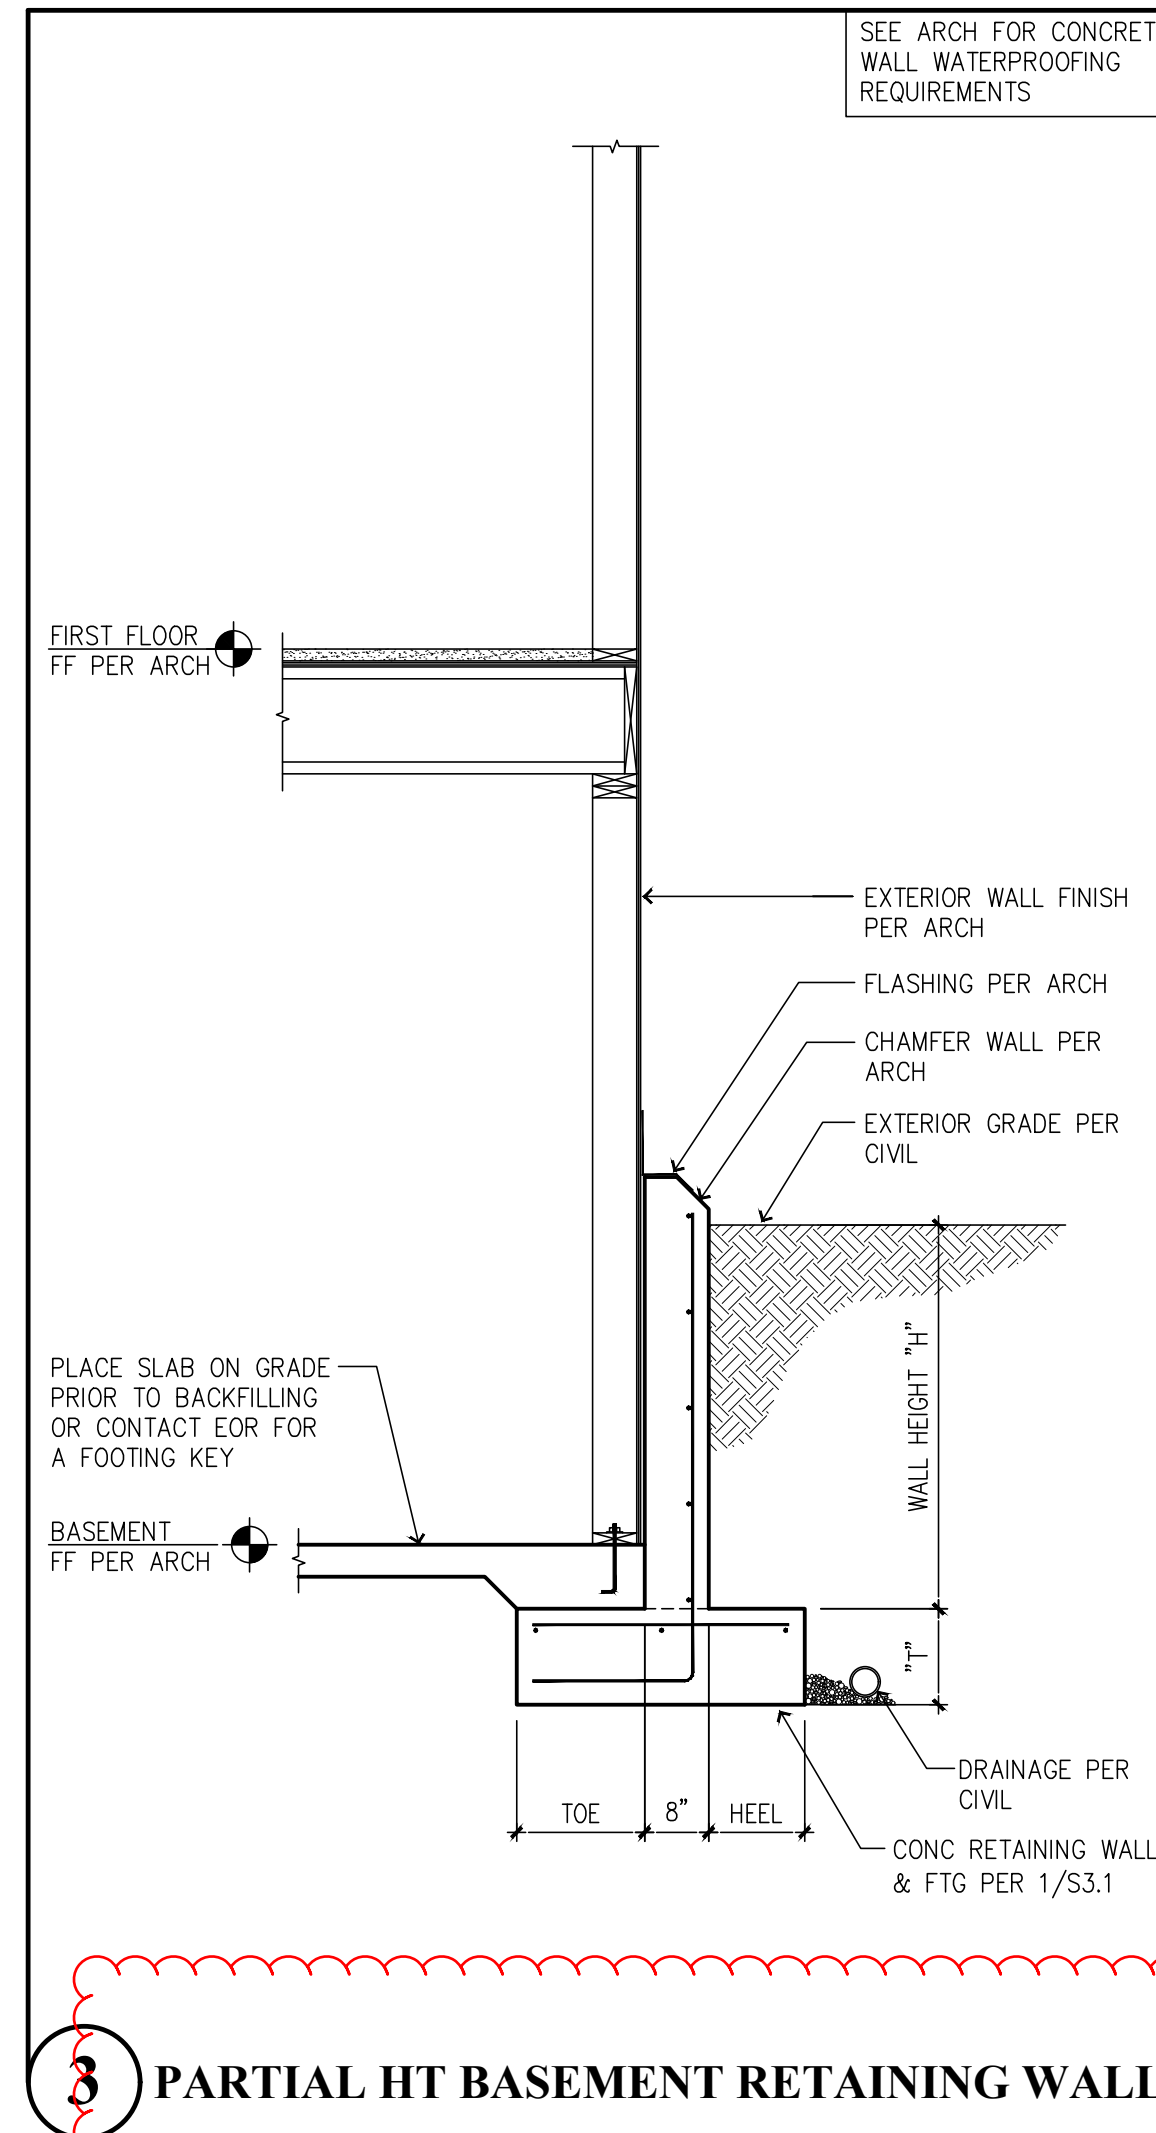 SEE ARCH FOR CONCRET
WALL WATERPROOFING
REQUIREMENTS
FIRST FLOOR
FF PER ARCH
EXTERIOR WALL FINISH
PER ARCH
FLASHING PER ARCH
CHAMFER WALL PER
ARCH
EXTERIOR GRADE PER
CIVIL
WALL HEIGHT "H"
PLACE SLAB ON GRADE
PRIOR TO BACKFILLING
OR CONTACT EOR FOR
A FOOTING KEY
BASEMENT
FF PER ARCH
"T"
DRAINAGE PER
CIVIL
TOE
8"
HEEL
CONC RETAINING WALL
& FTG PER 1/S3.1
3
PARTIAL HT BASEMENT RETAINING WALL